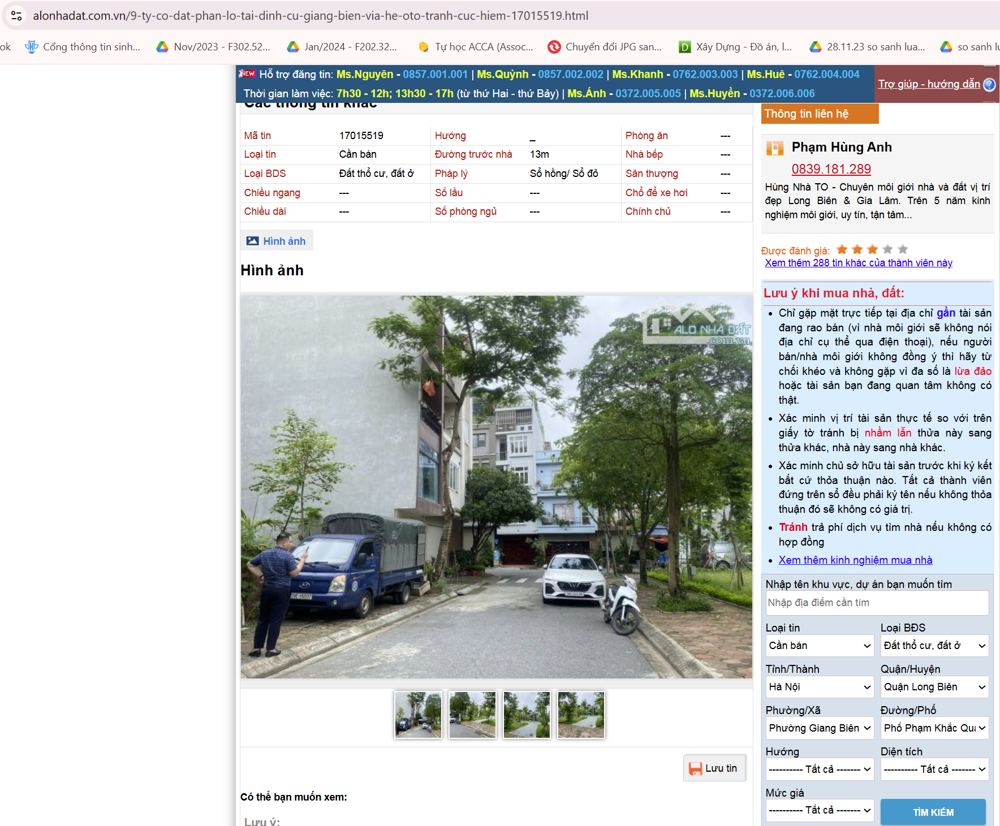 alonhadat.com.vn/9-ty-co-dat-phan-lo-tai-dinh-cu-giang-bien-via-he-oto-tranh-cuc-hiem-17015519.html
ok
Cổng thông tin sinh...
Nov/2023 - F302.52...
Jan/2024 - F202.32...
Tự học ACCA (Assoc...
Chuyển đổi JPG san...
Xây Dựng - Đồ án, l...
28.11.23 so sanh lua...
so sanh lu
NEW Hỗ trợ đăng tin: Ms.Nguyên - 0857.001.001 | Ms.Quỳnh - 0857.002.002 | Ms.Khanh - 0762.003.003 | Ms.Huê - 0762.004.004
Thời gian làm việc: 7h30 - 12h; 13h30 - 17h (từ thứ Hai - thứ Bảy) | Ms.Ánh - 0372.005.005 | Ms.Huyền - 0372.006.006
Trợ giúp - hướng dẫn
Các thông tin khác
Mã tin 17015519 Hướng _ Phòng ăn ---
Loại tin Cần bán Đường trước nhà 13m Nhà bếp ---
Loại BDS Đất thổ cư, đất ở Pháp lý Sổ hồng/ Sổ đỏ Sân thượng ---
Chiều ngang --- Số lầu --- Chổ để xe hơi ---
Chiều dài --- Số phòng ngủ --- Chính chủ ---
Hình ảnh
Hình ảnh
ALO NHÀ ĐẤT
.com.vn
Lưu tin
Có thể bạn muốn xem:
Lưu ý:
Thông tin liên hệ
Phạm Hùng Anh
0839.181.289
Hùng Nhà TO - Chuyên môi giới nhà và đất vị trí
đẹp Long Biên & Gia Lâm. Trên 5 năm kinh
nghiệm môi giới, uy tín, tận tâm...
Được đánh giá:
Xem thêm 288 tin khác của thành viên này
Lưu ý khi mua nhà, đất:
Chỉ gặp mặt trực tiếp tại địa chỉ gần tài sản
đang rao bán (vì nhà môi giới sẽ không nói
địa chỉ cụ thể qua điện thoại), nếu người
bán/nhà môi giới không đồng ý thì hãy từ
chối khéo và không gặp vì đa số là lừa đảo
hoặc tài sản bạn đang quan tâm không có
thật.
Xác minh vị trí tài sản thực tế so với trên
giấy tờ tránh bị nhầm lẫn thửa này sang
thửa khác, nhà này sang nhà khác.
Xác minh chủ sở hữu tài sản trước khi ký kết
bất cứ thỏa thuận nào. Tất cả thành viên
đứng trên sổ đều phải ký tên nếu không thỏa
thuận đó sẽ không có giá trị.
Tránh trả phí dịch vụ tìm nhà nếu không có
hợp đồng
Xem thêm kinh nghiệm mua nhà
Nhập tên khu vực, dự án bạn muốn tìm
Nhập địa điểm cần tìm
Loại tin Loại BĐS
Cần bán Đất thổ cư, đất ở
Tỉnh/Thành Quận/Huyện
Hà Nội Quận Long Biên
Phường/Xã Đường/Phố
Phường Giang Biên Phố Phạm Khắc Qua
Hướng Diện tích
---------- Tất cả ------- ---------- Tất cả -------
Mức giá
---------- Tất cả ------- TÌM KIẾM